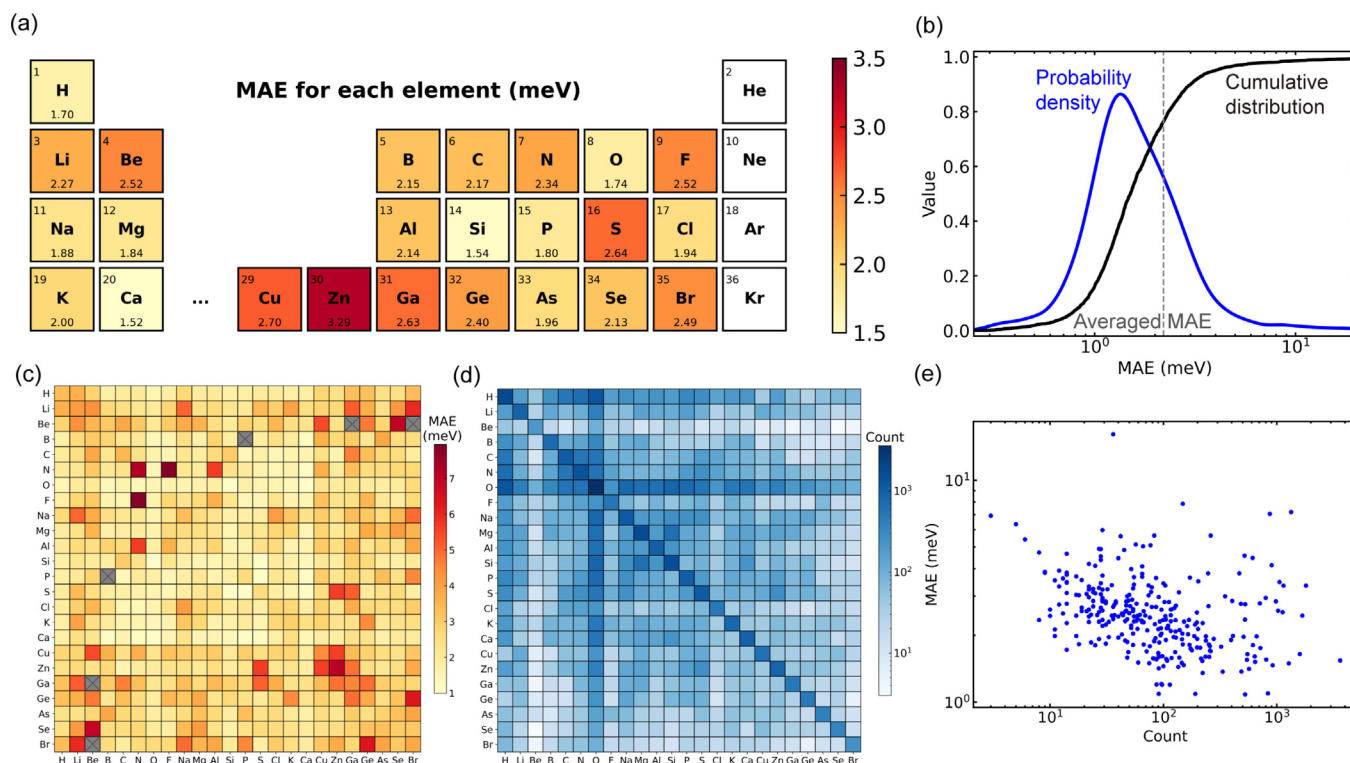 (a)
MAE for each element (meV)
1
H
1.70
2
He
3
Li
2.27
4
Be
2.52
5
B
2.15
6
C
2.17
7
N
2.34
8
O
1.74
9
F
2.52
10
Ne
11
Na
1.88
12
Mg
1.84
13
Al
2.14
14
Si
1.54
15
P
1.80
16
S
2.64
17
Cl
1.94
18
Ar
19
K
2.00
20
Ca
1.52
...
29
Cu
2.70
30
Zn
3.29
31
Ga
2.63
32
Ge
2.40
33
As
1.96
34
Se
2.13
35
Br
2.49
36
Kr
3.5
3.0
2.5
2.0
1.5
(b)
1.0
0.8
0.6
0.4
0.2
0.0
Value
Probability
density
Cumulative
distribution
Averaged MAE
10⁰
10¹
MAE (meV)
(c)
H
Li
Be
B
C
N
O
F
Na
Mg
Al
Si
P
S
Cl
K
Ca
Cu
Zn
Ga
Ge
As
Se
Br
H Li Be B C N O F Na Mg Al Si P S Cl K Ca Cu Zn Ga Ge As Se Br
MAE
(meV)
7
6
5
4
3
2
1
(d)
H
Li
Be
B
C
N
O
F
Na
Mg
Al
Si
P
S
Cl
K
Ca
Cu
Zn
Ga
Ge
As
Se
Br
H Li Be B C N O F Na Mg Al Si P S Cl K Ca Cu Zn Ga Ge As Se Br
Count
10³
10²
10¹
(e)
10¹
10⁰
MAE (meV)
10¹
10²
10³
Count